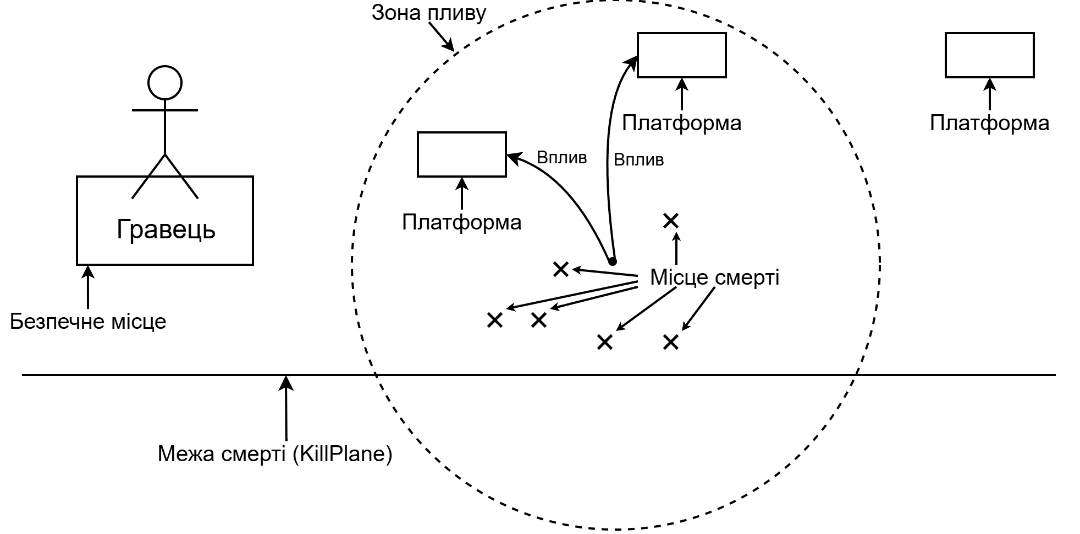 Зона пливу
Платформа
Платформа
Вплив
Вплив
Платформа
Гравець
Місце смерті
Безпечне місце
Межа смерті (KillPlane)